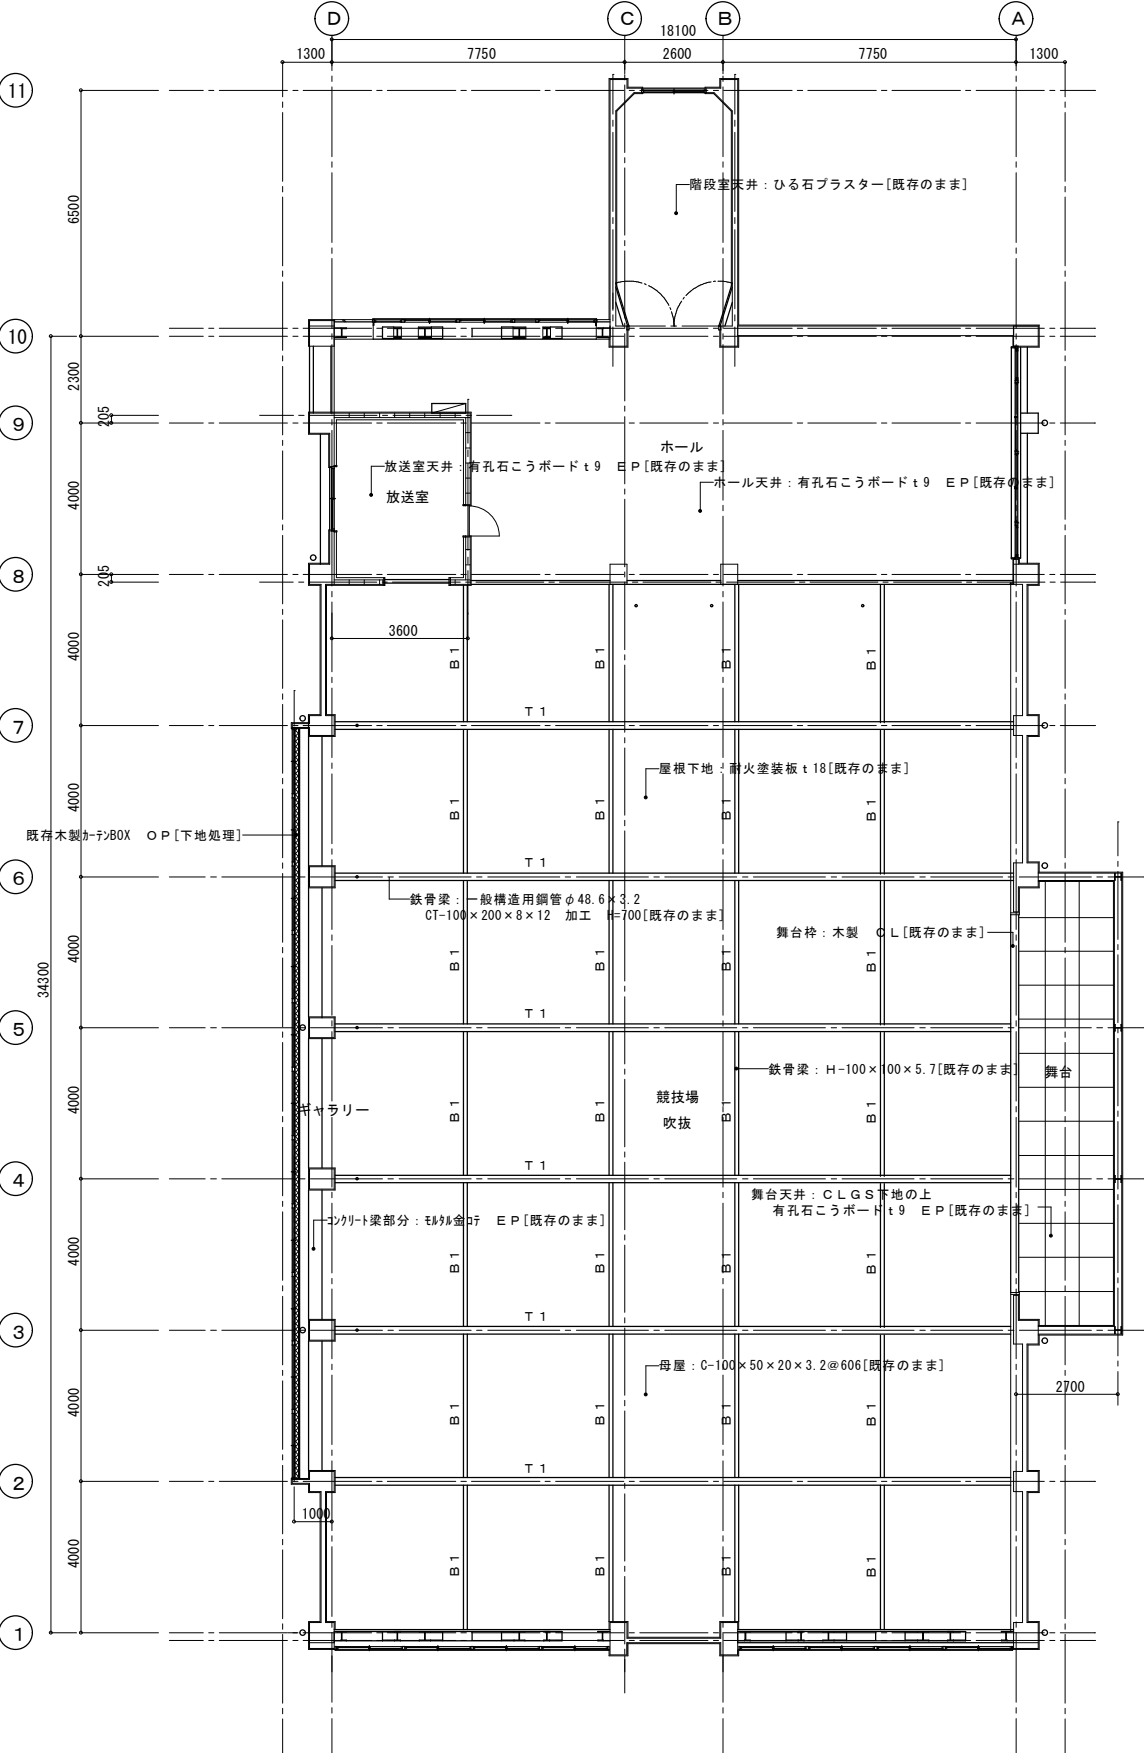 D C B A
18100
1300 7750 2600 7750 1300
11
階段室天井：ひる石プラスター[既存のまま]
6500
10
2300
205
9
ホール
放送室天井：有孔石こうボードｔ9　ＥＰ[既存のまま]
ホール天井：有孔石こうボードｔ9　ＥＰ[既存のまま]
放送室
4000
205
8
3600
4000
B1 B1 B1 B1
T1
7
屋根下地：耐火塗装板ｔ18[既存のまま]
4000
B1 B1 B1 B1
既存木製カーテンBOX　ＯＰ[下地処理]
T1
6
鉄骨梁：一般構造用鋼管φ48.6×3.2
CT-100×200×8×12　加工　H=700[既存のまま]
舞台枠：木製　ＣＬ[既存のまま]
4000
B1 B1 B1 B1
34300
T1
5
鉄骨梁：H-100×100×5.7[既存のまま]
舞台
4000
競技場
吹抜
ギャラリー
B1 B1 B1 B1
T1
4
舞台天井：ＣＬＧＳ下地の上
有孔石こうボードｔ9　ＥＰ[既存のまま]
コンクリート梁部分：モルタル金コテ　ＥＰ[既存のまま]
4000
B1 B1 B1 B1
T1
3
母屋：C-100×50×20×3.2@606[既存のまま]
2700
4000
B1 B1 B1 B1
T1
2
1000
4000
B1 B1 B1 B1
1